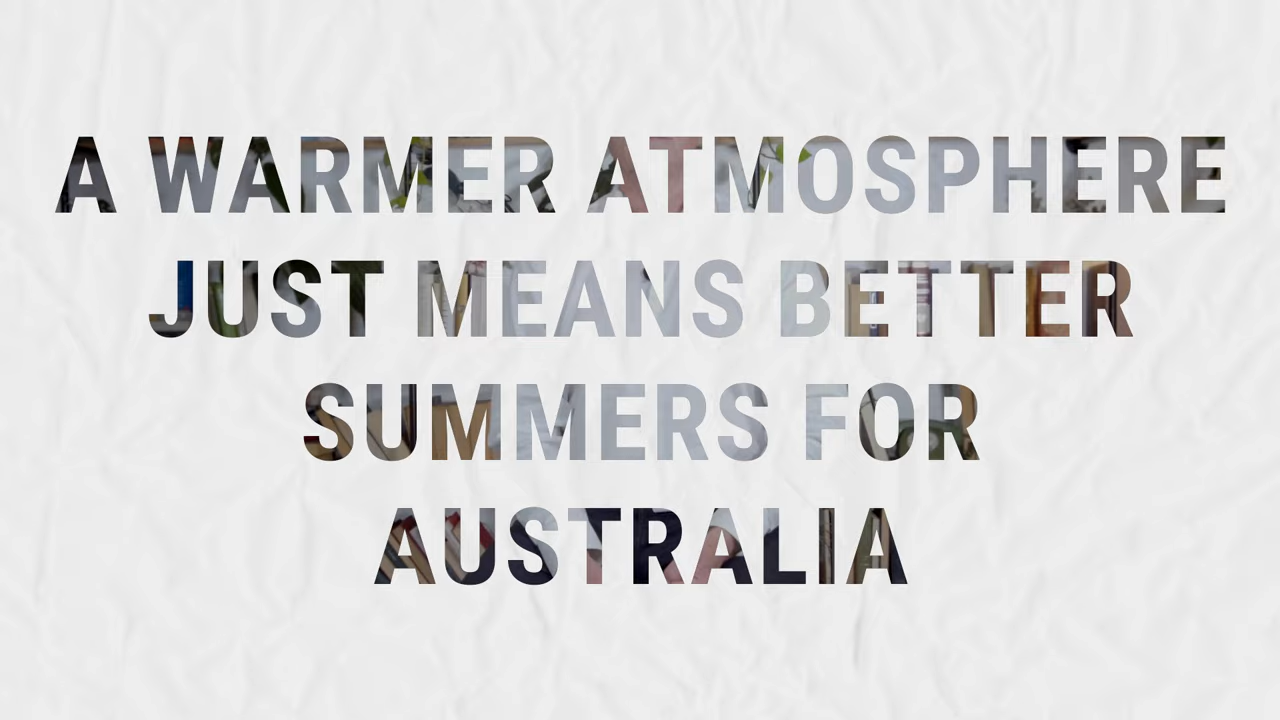 A WARMER ATMOSPHERE
JUST MEANS BETTER
SUMMERS FOR
AUSTRALIA